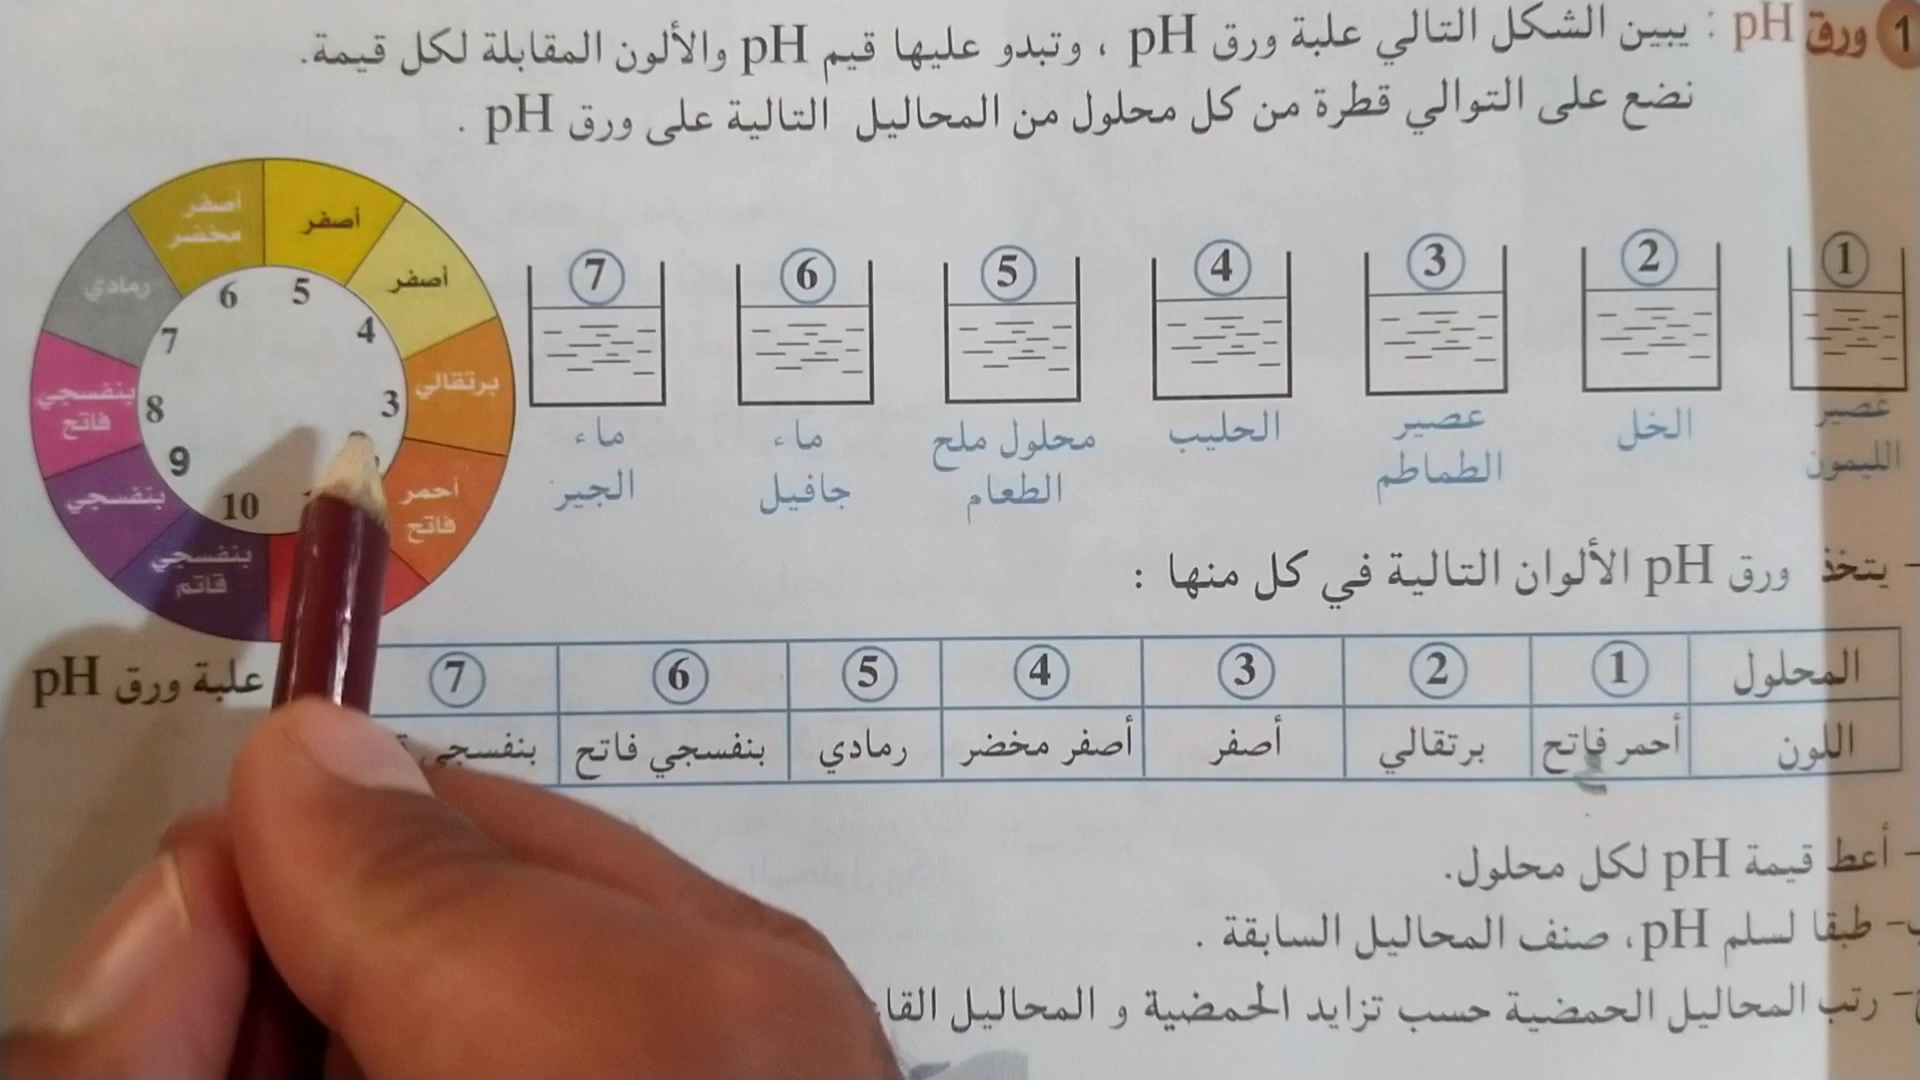 1 ورق pH : يبين الشكل التالي علبة ورق pH ، وتبدو عليها قيم pH والألون المقابلة لكل قيمة.
نضع على التوالي قطرة من كل محلول من المحاليل التالية على ورق pH .
1 2 3 4 5 6 7
عصير الليمون
الخل
عصير الطماطم
الحليب
محلول ملح الطعام
ماء جافيل
ماء الجير
أصفر
أصفر
برتقالي
أحمر فاتح
بنفسجي قاتم
بنفسجي
بنفسجي فاتح
رمادي
أصفر مخضر
5
4
3
10
9
8
7
6
علبة ورق pH
- يتخذ ورق pH الألوان التالية في كل منها :
المحلول 1 2 3 4 5 6 7
اللون أحمر فاتح برتقالي أصفر أصفر مخضر رمادي بنفسجي فاتح بنفسجي
- أعط قيمة pH لكل محلول.
ب- طبقا لسلم pH، صنف المحاليل السابقة .
- رتب المحاليل الحمضية حسب تزايد الحمضية و المحاليل